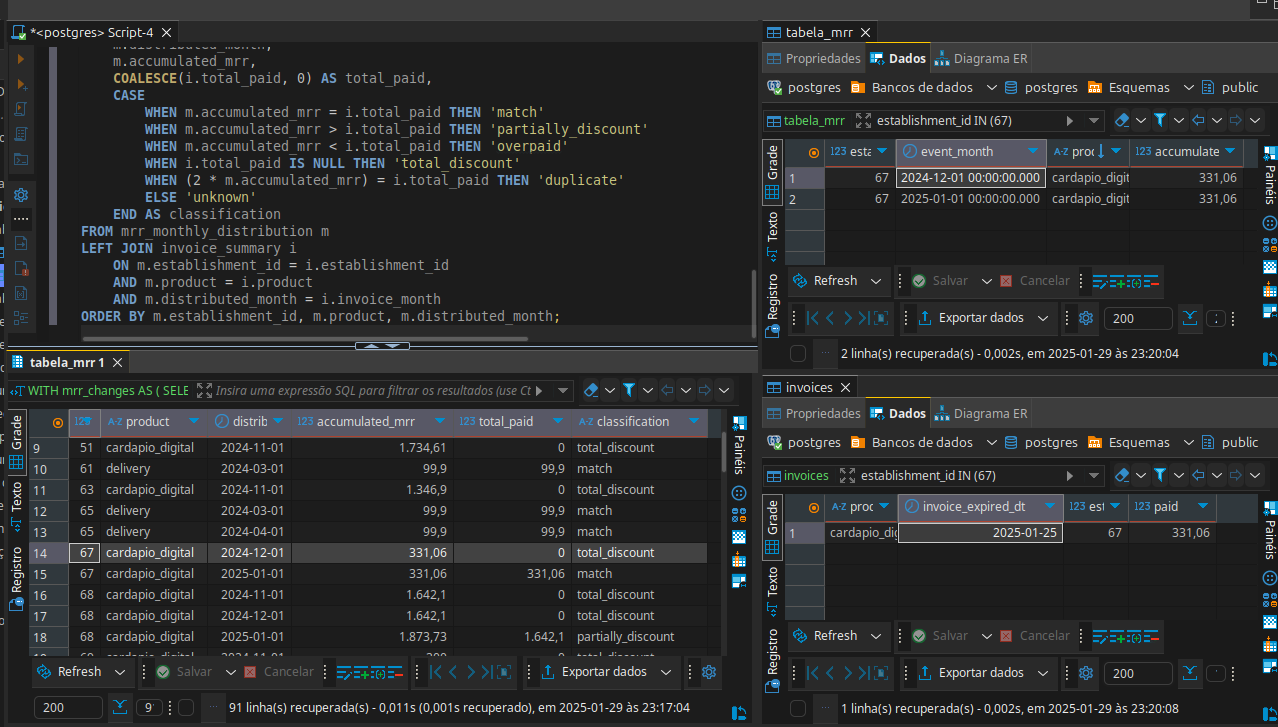 *<postgres> Script-4
m.accumulated_mrr,
COALESCE(i.total_paid, 0) AS total_paid,
CASE
WHEN m.accumulated_mrr = i.total_paid THEN 'match'
WHEN m.accumulated_mrr > i.total_paid THEN 'partially_discount'
WHEN m.accumulated_mrr < i.total_paid THEN 'overpaid'
WHEN i.total_paid IS NULL THEN 'total_discount'
WHEN (2 * m.accumulated_mrr) = i.total_paid THEN 'duplicate'
ELSE 'unknown'
END AS classification
FROM mrr_monthly_distribution m
LEFT JOIN invoice_summary i
ON m.establishment_id = i.establishment_id
AND m.product = i.product
AND m.distributed_month = i.invoice_month
ORDER BY m.establishment_id, m.product, m.distributed_month;
tabela_mrr 1
WITH mrr_changes AS ( SELE Insira uma expressão SQL para filtrar os resultados (use Ct
Grade
Texto
Registro
Painéis
123 A-Z product distrib 123 accumulated_mrr 123 total_paid A-Z classification
9 51 cardapio_digital 2024-11-01 1.734,61 0 total_discount
10 61 delivery 2024-03-01 99,9 99,9 match
11 63 cardapio_digital 2024-11-01 1.346,9 0 total_discount
12 65 delivery 2024-03-01 99,9 99,9 match
13 65 delivery 2024-04-01 99,9 99,9 match
14 67 cardapio_digital 2024-12-01 331,06 0 total_discount
15 67 cardapio_digital 2025-01-01 331,06 331,06 match
16 68 cardapio_digital 2024-11-01 1.642,1 0 total_discount
17 68 cardapio_digital 2024-12-01 1.642,1 0 total_discount
18 68 cardapio_digital 2025-01-01 1.873,73 1.642,1 partially_discount
Refresh Salvar Cancelar Exportar dados
200 9 91 linha(s) recuperada(s) - 0,011s (0,001s recuperado), em 2025-01-29 às 23:17:04
tabela_mrr
Propriedades Dados Diagrama ER
postgres Bancos de dados postgres Esquemas public
tabela_mrr establishment_id IN (67)
Grade
Texto
Registro
Painéis
123 esta event_month A-Z proc 123 accumulate
1 67 2024-12-01 00:00:00.000 cardapio_digit 331,06
2 67 2025-01-01 00:00:00.000 cardapio_digit 331,06
Refresh Salvar Cancelar
Exportar dados 200
2 linha(s) recuperada(s) - 0,002s, em 2025-01-29 às 23:20:04
invoices
Propriedades Dados Diagrama ER
postgres Bancos de dados postgres Esquemas public
invoices establishment_id IN (67)
Grade
Texto
Registro
Painéis
A-Z proc invoice_expired_dt 123 est 123 paid
1 cardapio_dig 2025-01-25 67 331,06
Refresh Salvar Cancelar
Exportar dados 200
1 linha(s) recuperada(s) - 0,002s, em 2025-01-29 às 23:20:08